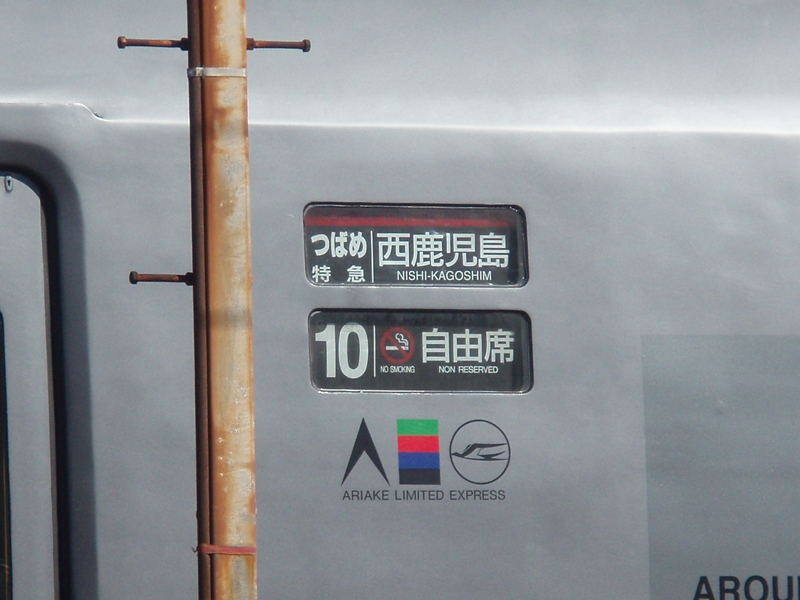 つばめ 西鹿児島
特急 NISHI-KAGOSHIM
10 自由席
NO SMOKING NON RESERVED
ARIAKE LIMITED EXPRESS
AROU